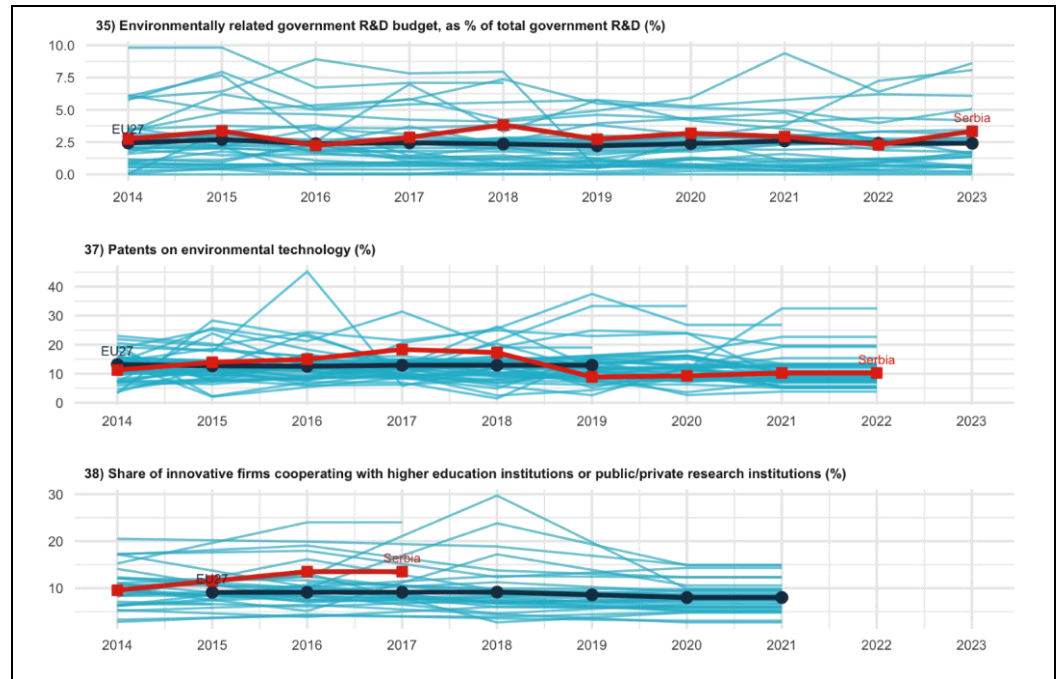 35) Environmentally related government R&D budget, as % of total government R&D (%)
10.0
7.5
5.0
2.5
0.0
EU27
Serbia
2014 2015 2016 2017 2018 2019 2020 2021 2022 2023
37) Patents on environmental technology (%)
40
30
20
10
0
EU27
Serbia
2014 2015 2016 2017 2018 2019 2020 2021 2022 2023
38) Share of innovative firms cooperating with higher education institutions or public/private research institutions (%)
30
20
10
Serbia
EU27
2014 2015 2016 2017 2018 2019 2020 2021 2022 2023